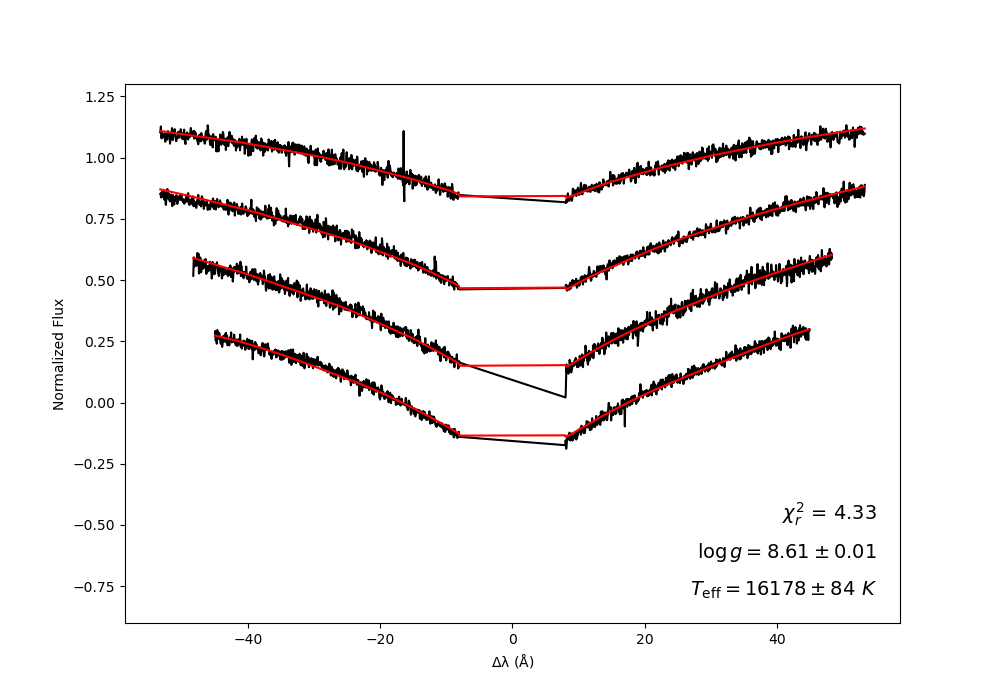 1.25
1.00
0.75
0.50
0.25
0.00
−0.25
−0.50
−0.75
Normalized Flux
χ²ᵣ = 4.33
log g = 8.61 ± 0.01
T_eff = 16178 ± 84 K
−40 −20 0 20 40
Δλ (Å)